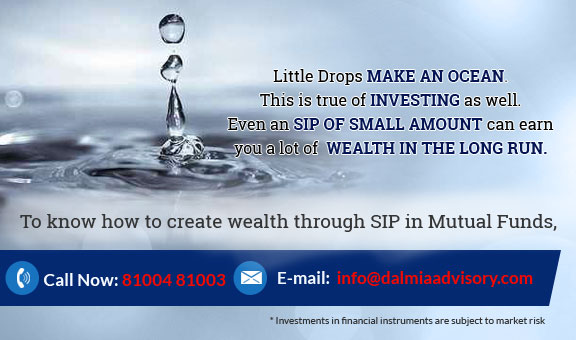 Little Drops MAKE AN OCEAN.
This is true of INVESTING as well.
Even an SIP OF SMALL AMOUNT can earn
you a lot of WEALTH IN THE LONG RUN.
To know how to create wealth through SIP in Mutual Funds,
Call Now: 81004 81003 E-mail: info@dalmiaadvisory.com
* Investments in financial instruments are subject to market risk